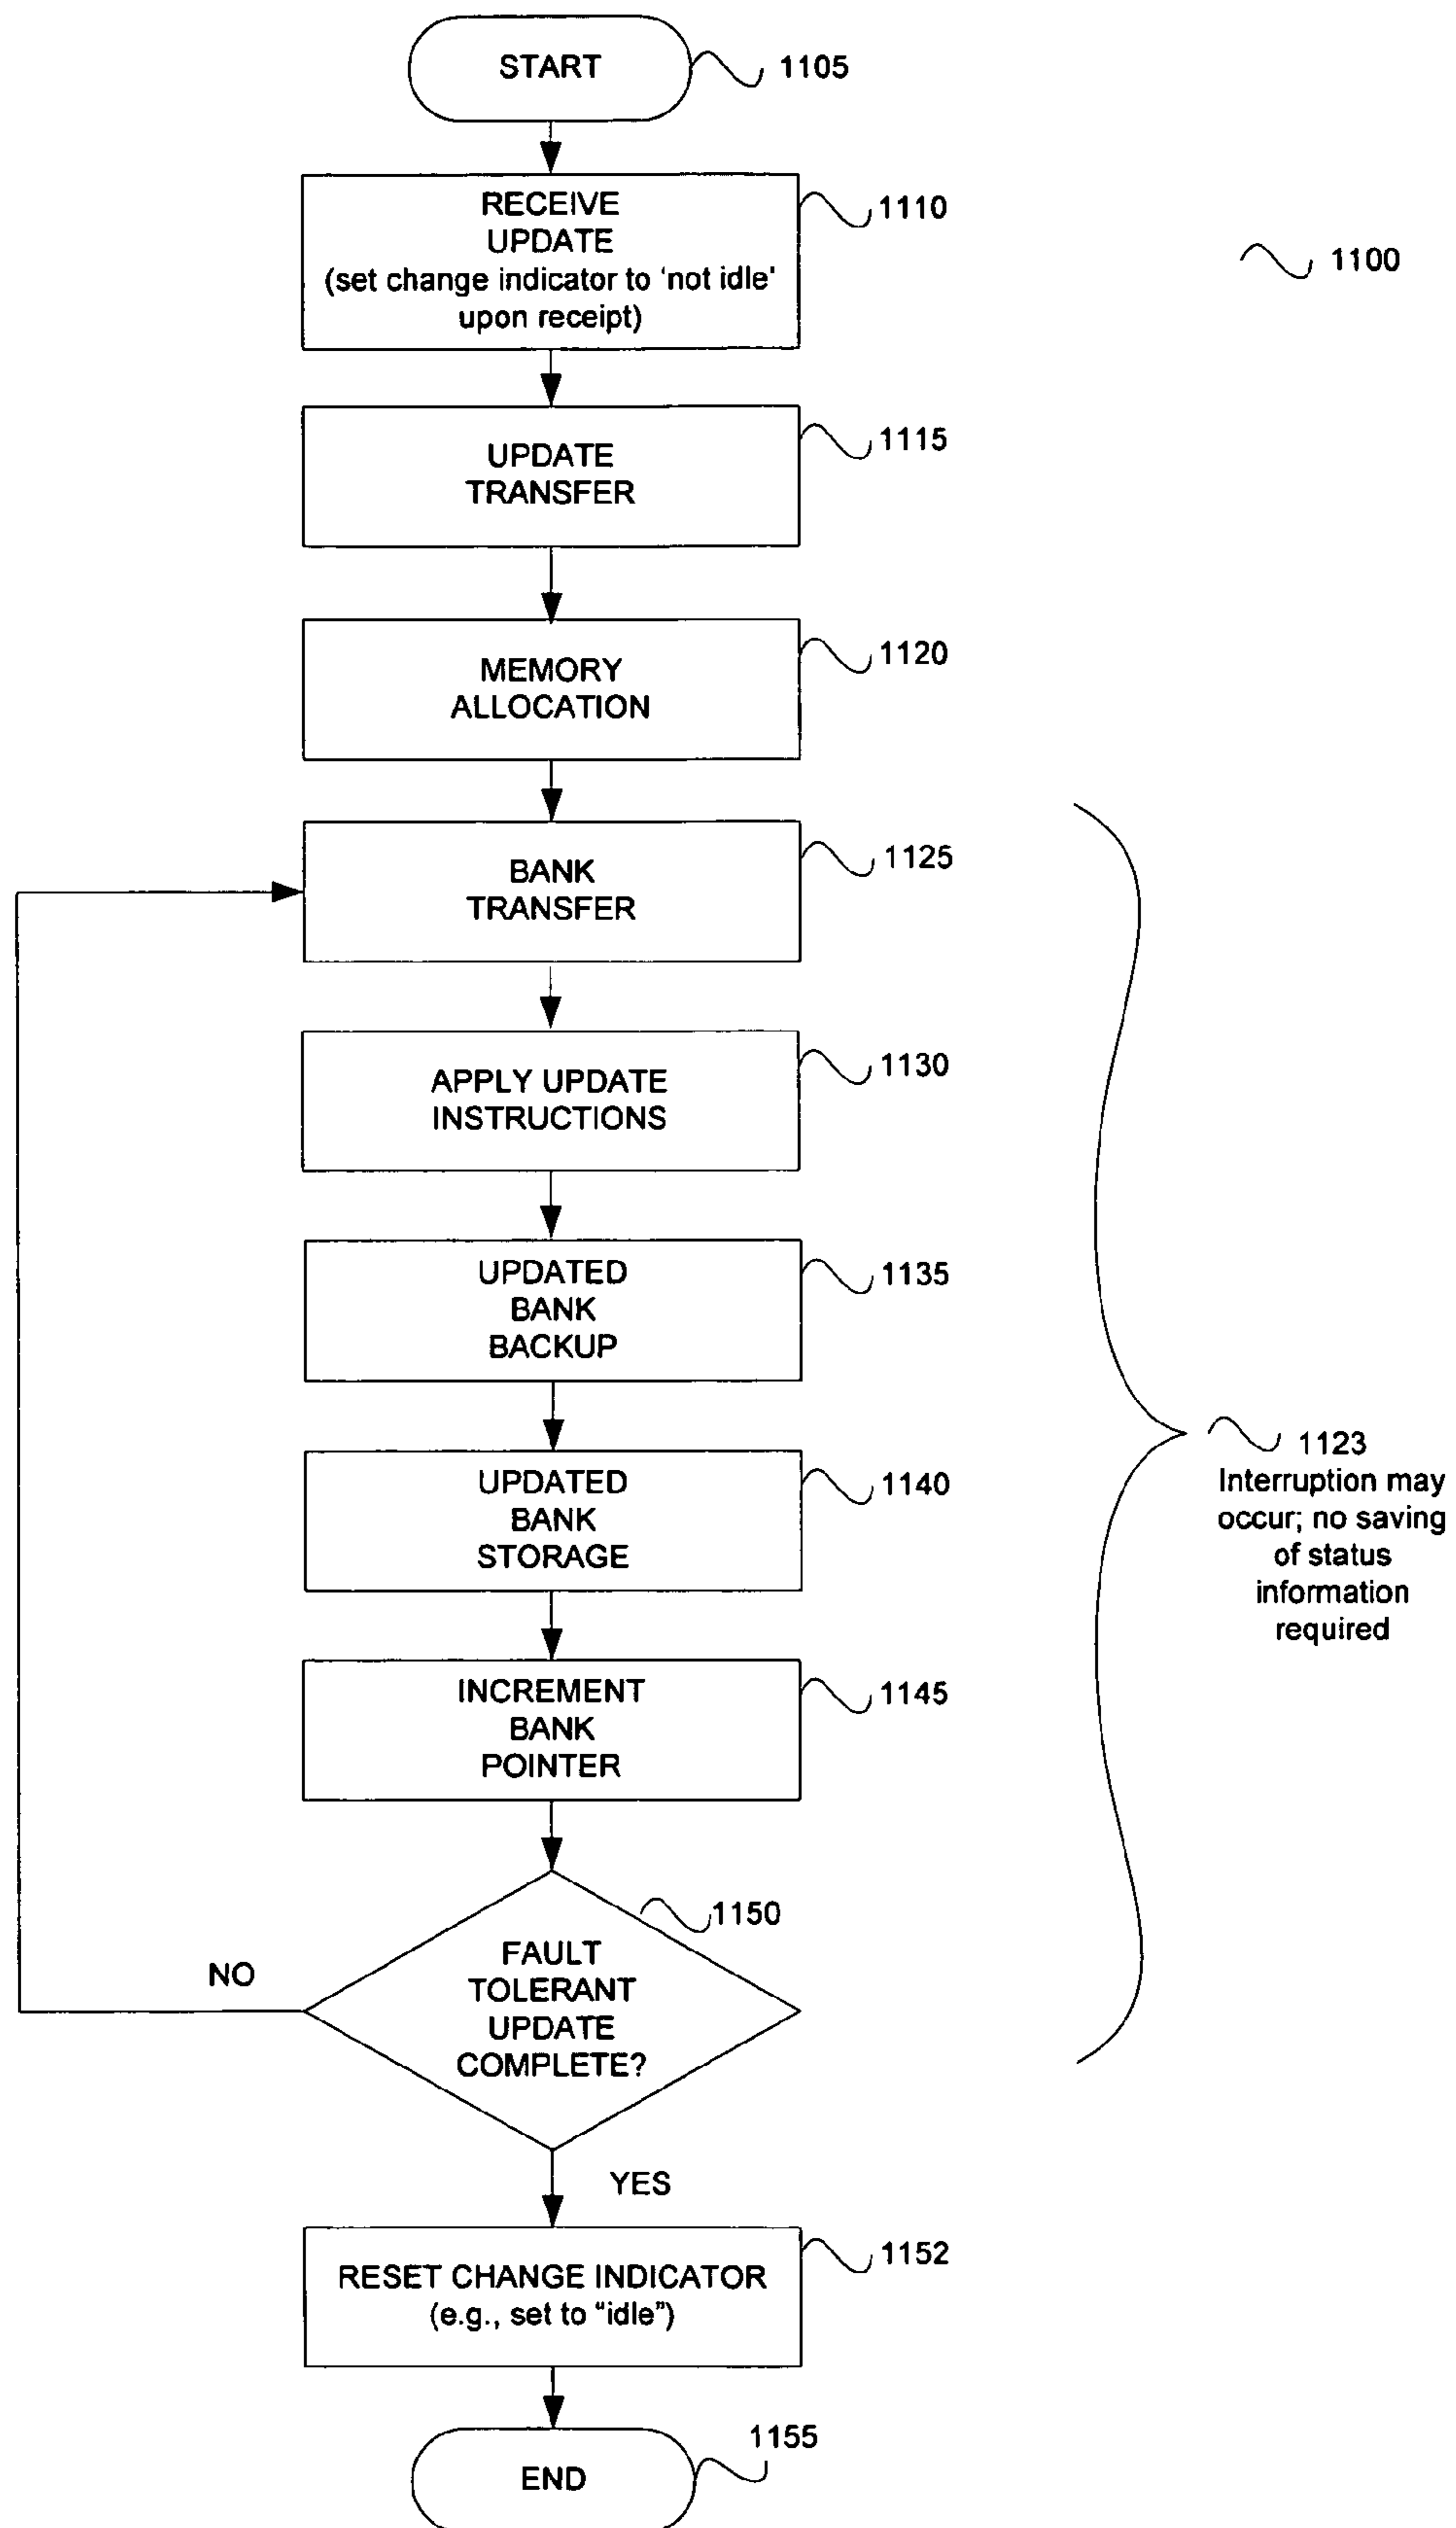 START
1105
RECEIVE
UPDATE
(set change indicator to 'not idle'
upon receipt)
1110
1100
UPDATE
TRANSFER
1115
MEMORY
ALLOCATION
1120
BANK
TRANSFER
1125
APPLY UPDATE
INSTRUCTIONS
1130
UPDATED
BANK
BACKUP
1135
1123
Interruption may
occur; no saving
of status
information
required
UPDATED
BANK
STORAGE
1140
INCREMENT
BANK
POINTER
1145
1150
FAULT
TOLERANT
UPDATE
COMPLETE?
NO
YES
RESET CHANGE INDICATOR
(e.g., set to "idle")
1152
END
1155